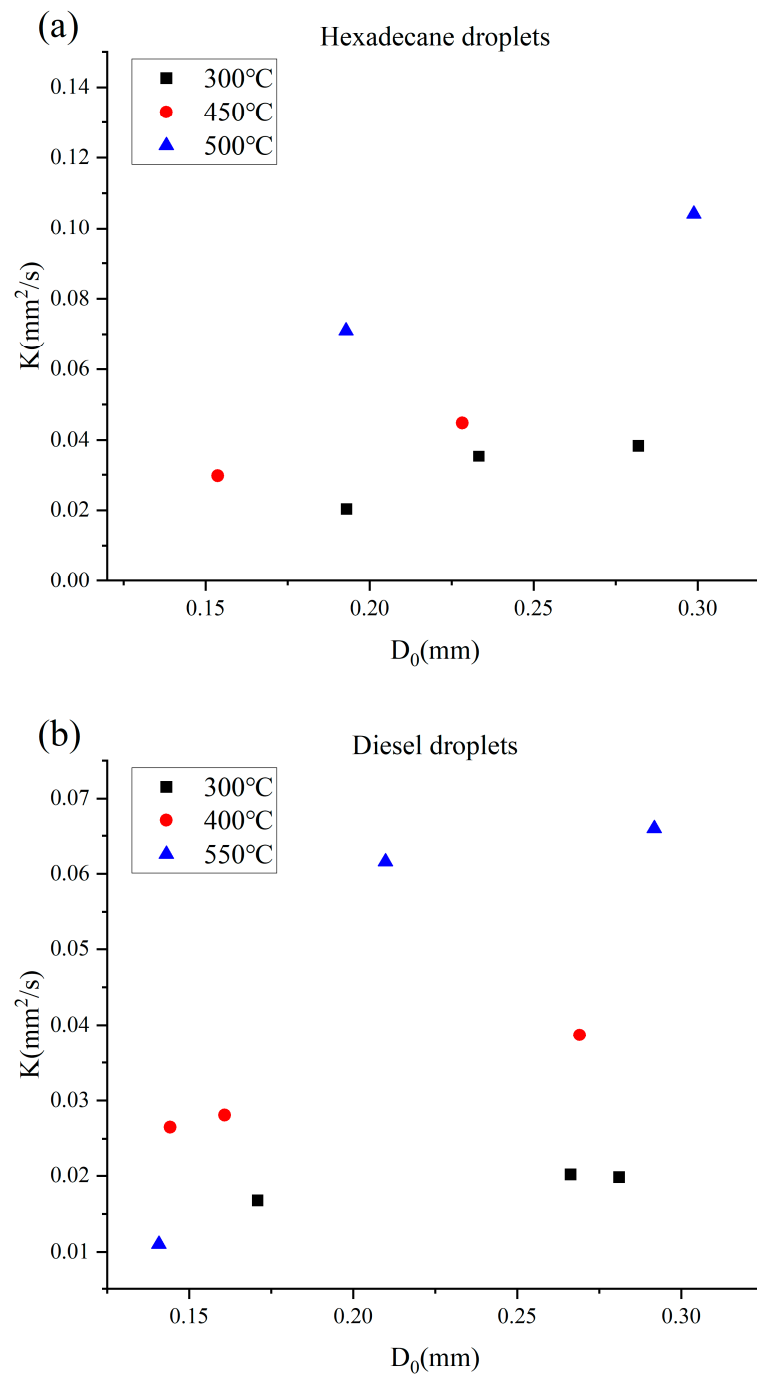 (a)
Hexadecane droplets
300℃
450℃
500℃
0.14
0.12
0.10
0.08
0.06
0.04
0.02
0.00
K(mm²/s)
0.15 0.20 0.25 0.30
D₀(mm)
(b)
Diesel droplets
300℃
400℃
550℃
0.07
0.06
0.05
0.04
0.03
0.02
0.01
K(mm²/s)
0.15 0.20 0.25 0.30
D₀(mm)